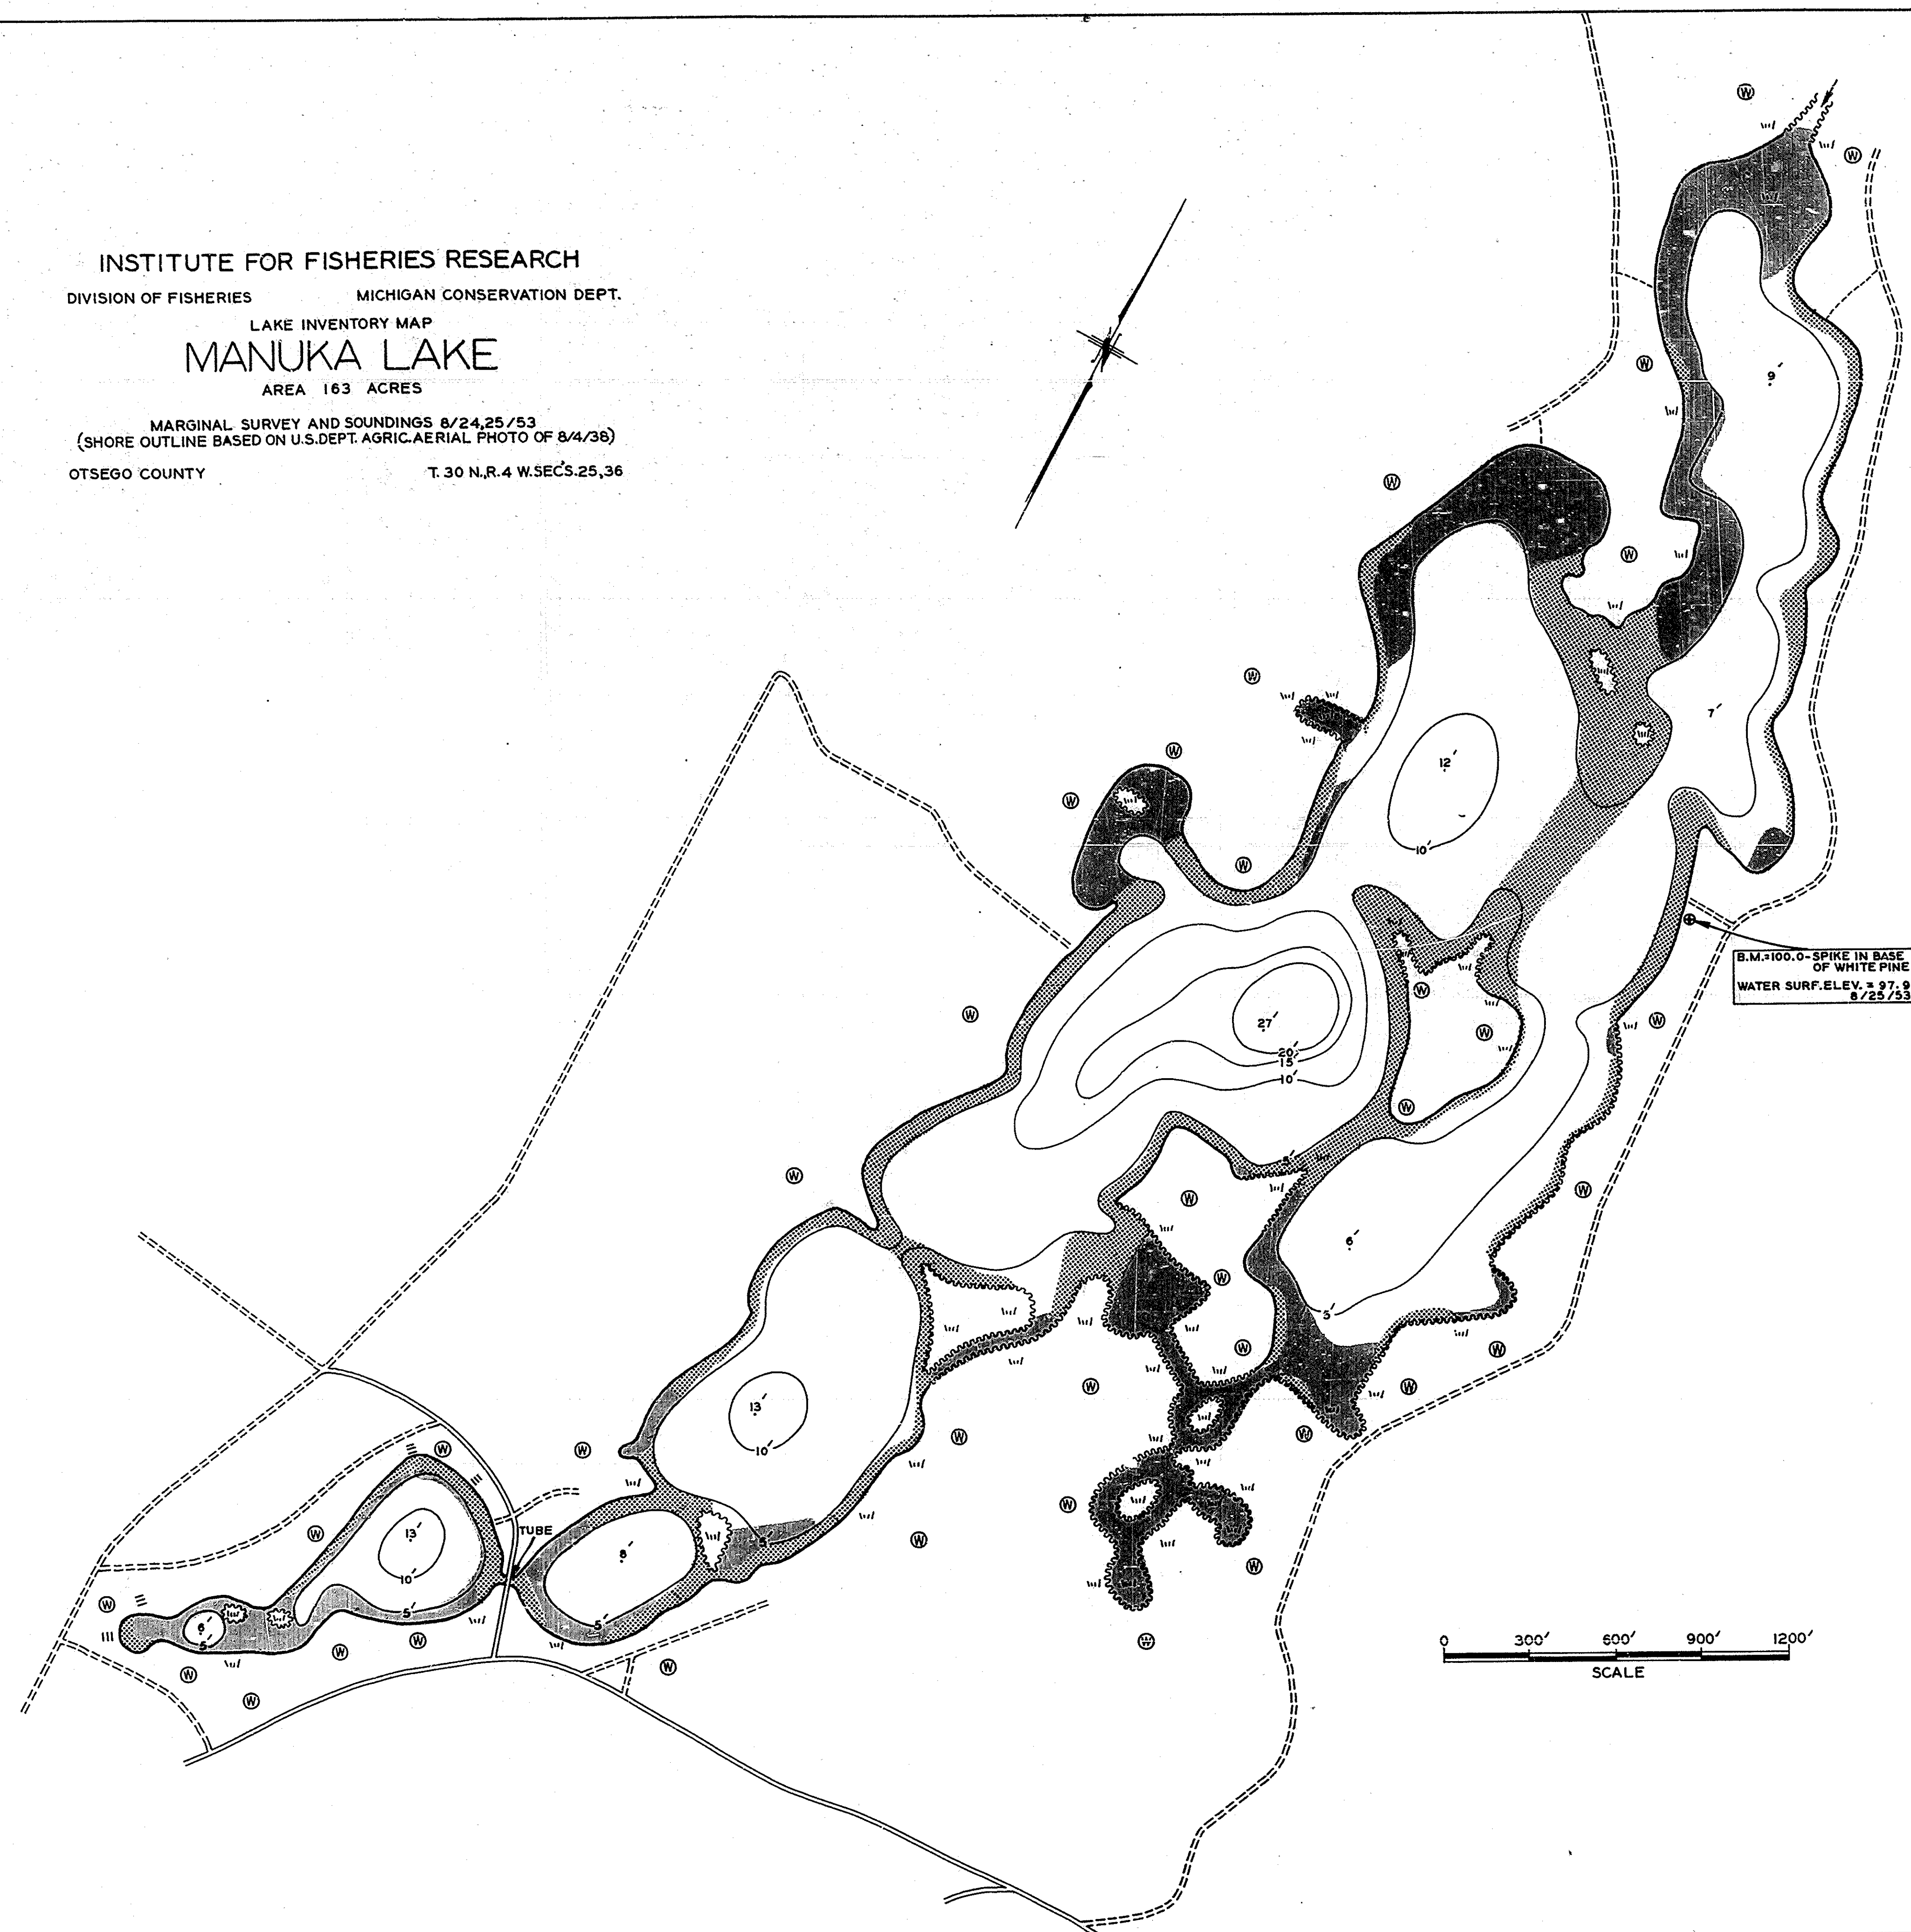 INSTITUTE FOR FISHERIES RESEARCH
DIVISION OF FISHERIES MICHIGAN CONSERVATION DEPT.
LAKE INVENTORY MAP
MANUKA LAKE
AREA 163 ACRES
MARGINAL SURVEY AND SOUNDINGS 8/24,25/53
(SHORE OUTLINE BASED ON U.S.DEPT. AGRIC.AERIAL PHOTO OF 8/4/38)
OTSEGO COUNTY T. 30 N.,R.4 W.SEC'S.25,36
W
W
W
9'
W
W
W
W
7'
W
12'
W
W
10'
W
B.M.=100.0-SPIKE IN BASE
OF WHITE PINE
WATER SURF.ELEV. = 97.9
8/25/53
W
W
27'
W
W
20'
15'
10'
W
5'
W
W
W
6'
W
5'
W
W
13'
W
W
10'
W
W
W
W
W
13'
TUBE
8'
W
5'
W
W
10'
W
5'
6'
5'
5'
W
W
W
W
W
W
0 300' 600' 900' 1200'
SCALE